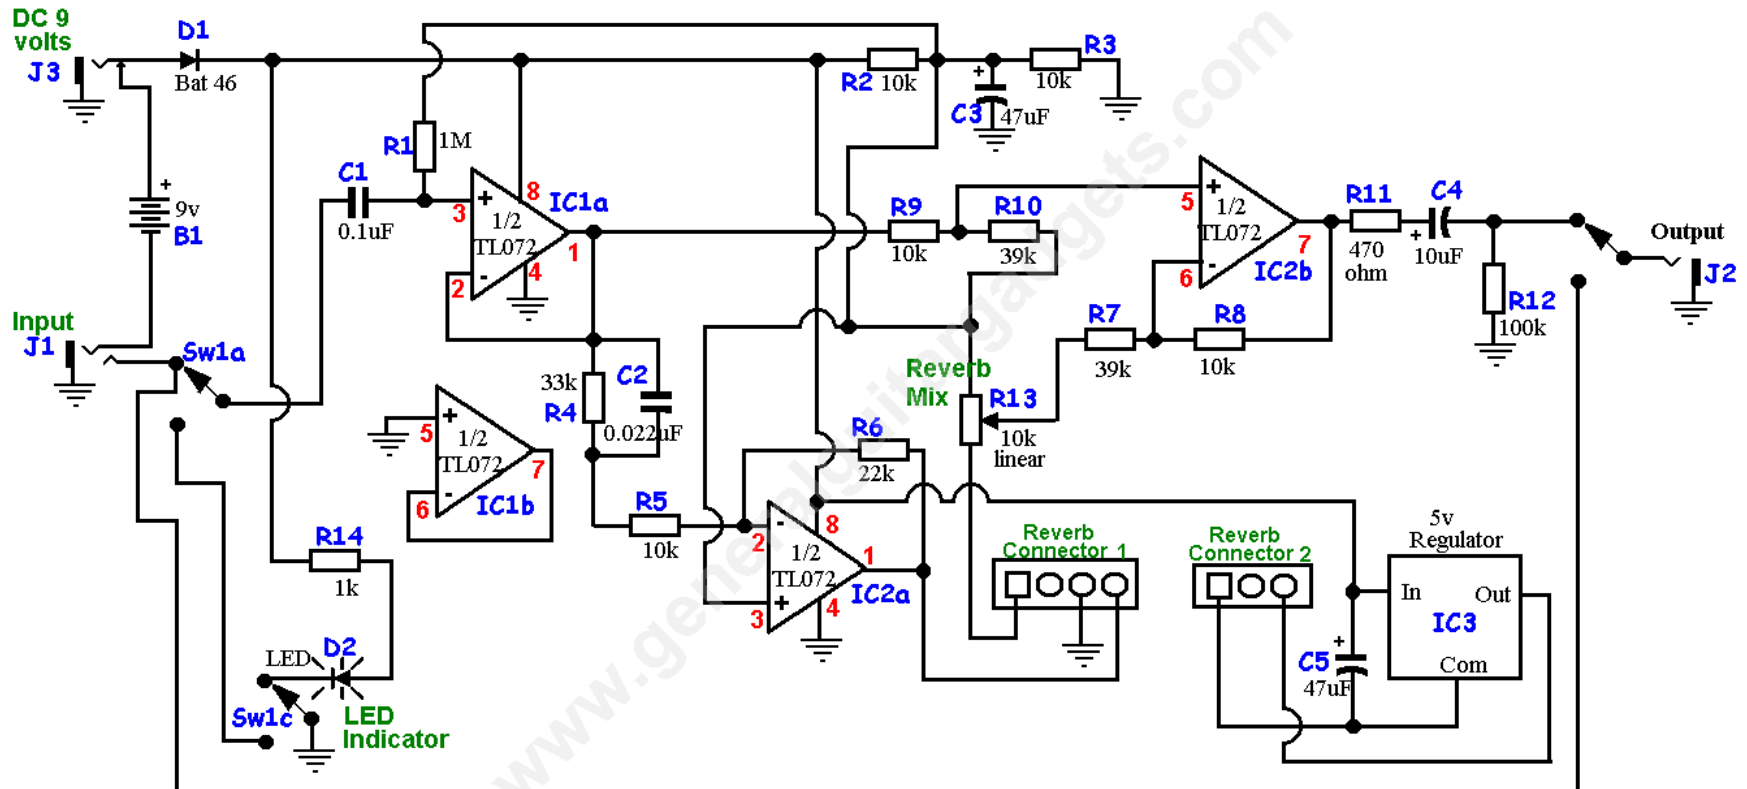 DC 9
volts
J3
D1
Bat 46
R2
10k
R3
10k
C3
+
47uF
R1
1M
C1
0.1uF
+
9v
B1
+
3
8
1/2
TL072
IC1a
1
4
-
2
R9
10k
R10
39k
5
+
1/2
TL072
7
IC2b
6
-
R11
470
ohm
C4
+
10uF
Output
J2
R12
100k
Input
J1
Sw1a
33k
R4
C2
0.022uF
R7
39k
R8
10k
Reverb
Mix
R13
10k
linear
+
5
1/2
TL072
7
IC1b
6
-
R6
22k
R5
10k
-
2
8
1/2
TL072
1
IC2a
+
3
4
Reverb
Connector 1
Reverb
Connector 2
5v
Regulator
In
Out
IC3
Com
+
C5
47uF
R14
1k
LED
D2
Sw1c
LED
Indicator
www.generalguitargadgets.com